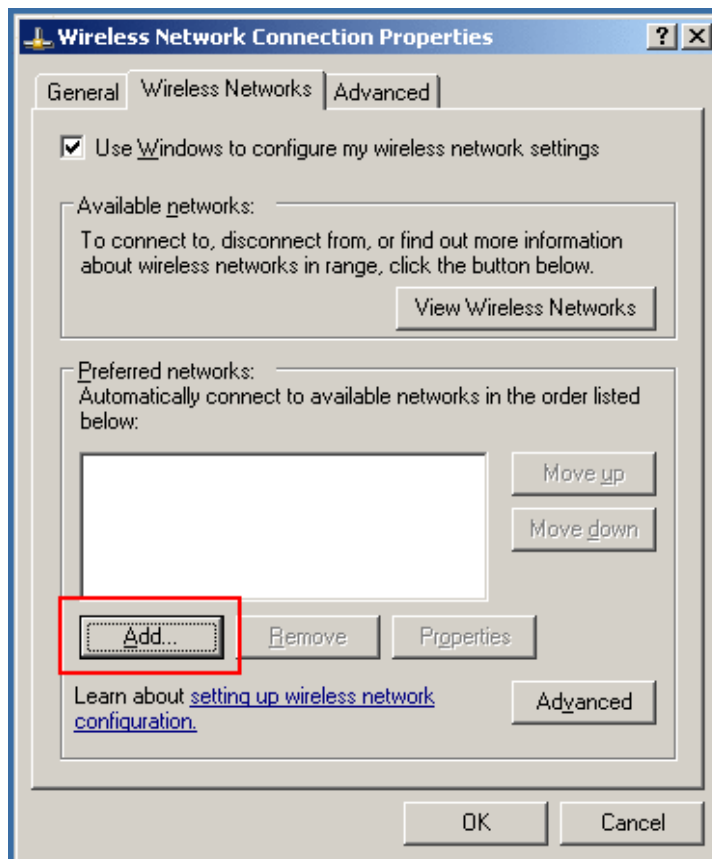 Wireless Network Connection Properties
General Wireless Networks Advanced
Use Windows to configure my wireless network settings
Available networks:
To connect to, disconnect from, or find out more information
about wireless networks in range, click the button below.
View Wireless Networks
Preferred networks:
Automatically connect to available networks in the order listed
below:
Move up
Move down
Add... Remove Properties
Learn about setting up wireless network
configuration.
Advanced
OK Cancel